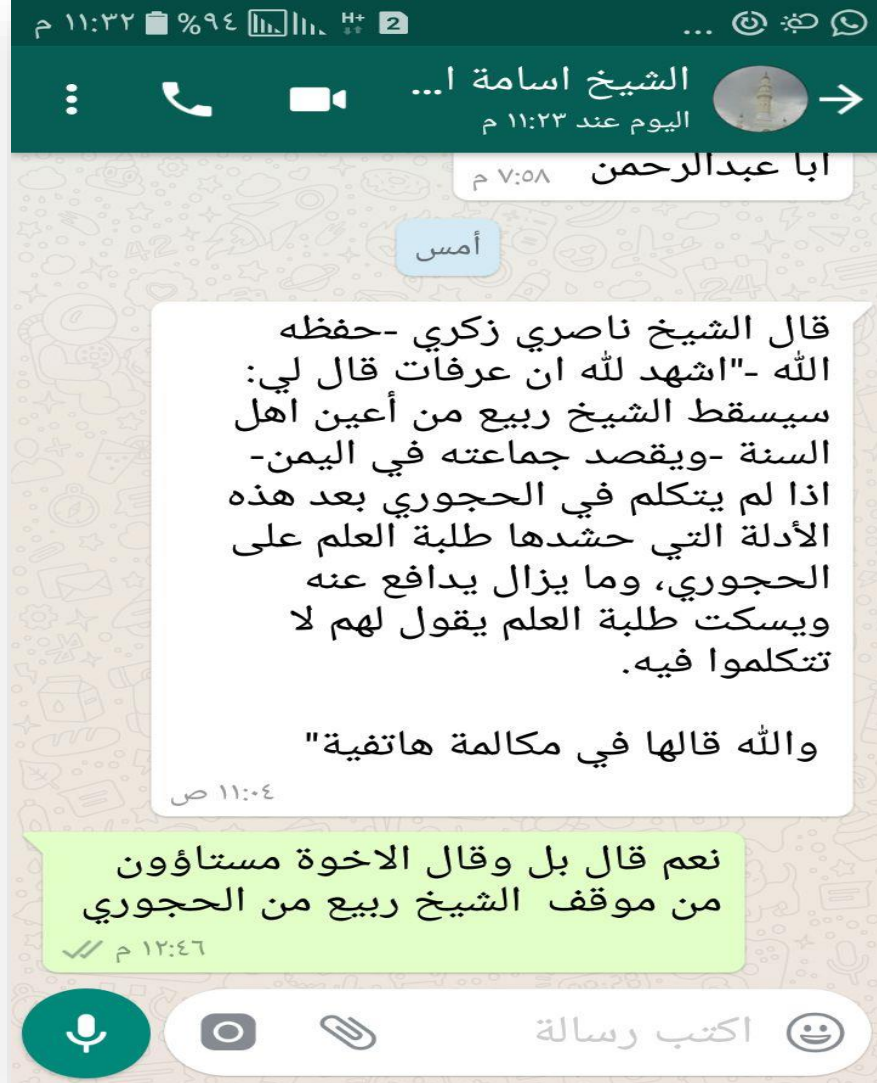 م ١١:٣٢ %٩٤ H+ 2 ...
الشيخ اسامة ا...
اليوم عند ١١:٢٣ م
ابا عبدالرحمن ٧:٥٨ م
أمس
قال الشيخ ناصري زكري -حفظه
الله -"اشهد لله ان عرفات قال لي:
سيسقط الشيخ ربيع من أعين اهل
السنة -ويقصد جماعته في اليمن-
اذا لم يتكلم في الحجوري بعد هذه
الأدلة التي حشدها طلبة العلم على
الحجوري، وما يزال يدافع عنه
ويسكت طلبة العلم يقول لهم لا
تتكلموا فيه.
والله قالها في مكالمة هاتفية"
١١:٠٤ ص
نعم قال بل وقال الاخوة مستاؤون
من موقف الشيخ ربيع من الحجوري
١٢:٤٦ م
اكتب رسالة